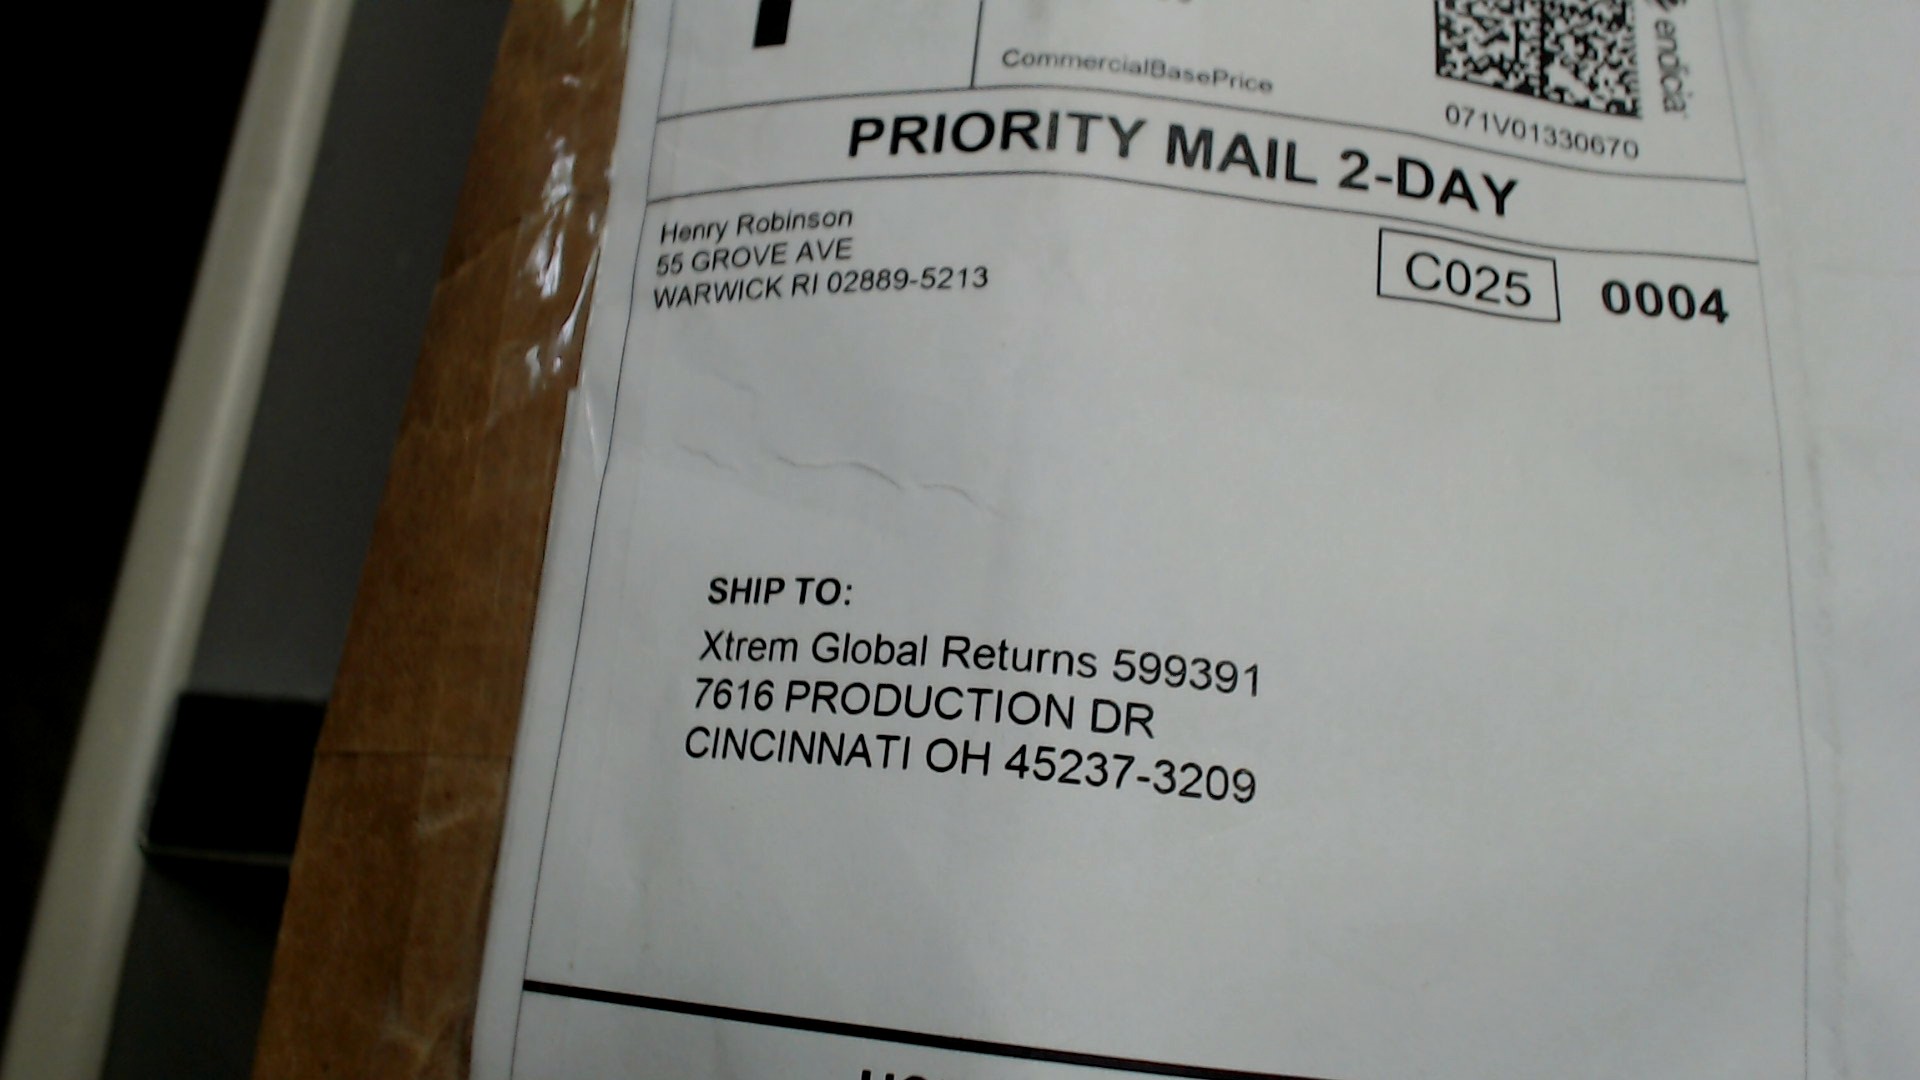 CommercialBasePrice
endicia
071V01330670
PRIORITY MAIL 2-DAY
Henry Robinson
55 GROVE AVE
WARWICK RI 02889-5213
C025
0004
SHIP TO:
Xtrem Global Returns 599391
7616 PRODUCTION DR
CINCINNATI OH 45237-3209